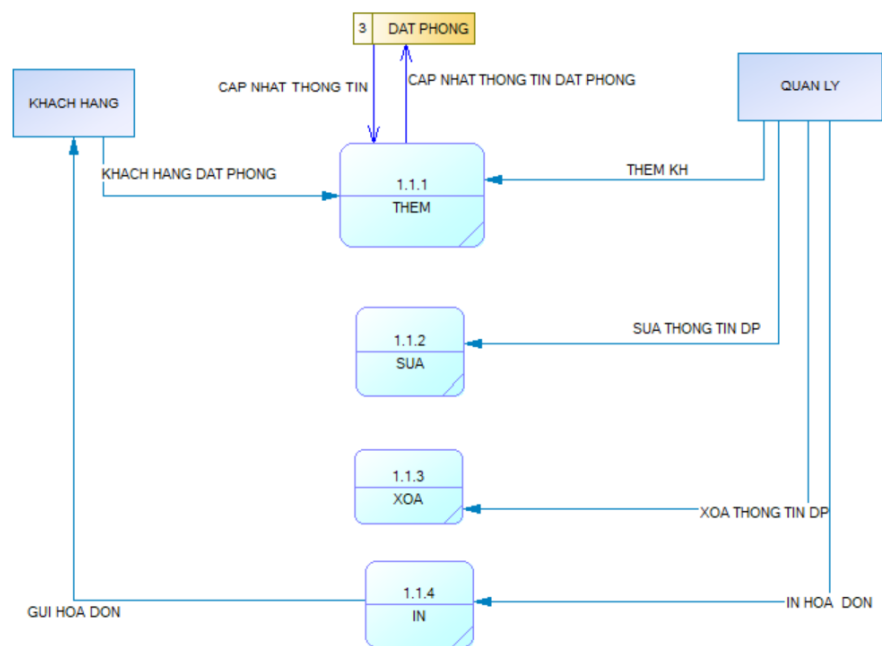 3 DAT PHONG
KHACH HANG
CAP NHAT THONG TIN
CAP NHAT THONG TIN DAT PHONG
QUAN LY
KHACH HANG DAT PHONG
1.1.1
THEM
THEM KH
1.1.2
SUA
SUA THONG TIN DP
1.1.3
XOA
XOA THONG TIN DP
1.1.4
IN
GUI HOA DON
IN HOA DON